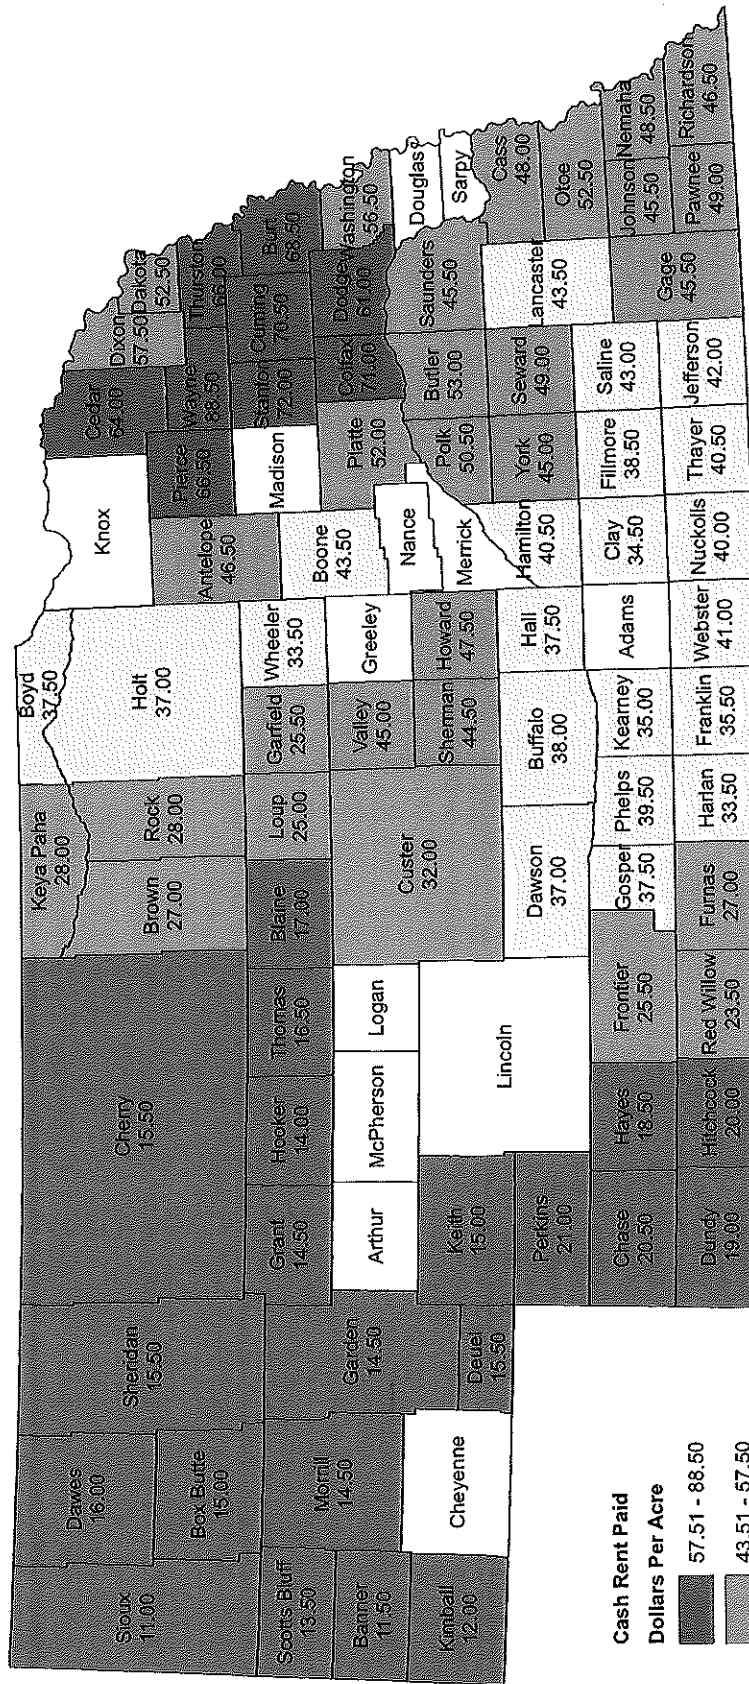 Sioux
11.00
Dawes
16.00
Box Butte
15.00
Sheridan
15.50
Scotts Bluff
13.50
Banner
11.50
Kimball
12.00
Morrill
14.50
Cheyenne
Garden
14.50
Deuel
15.50
Cherry
15.50
Grant
14.50
Hooker
14.00
Thomas
16.50
Blaine
17.00
Arthur
McPherson
Logan
Keith
15.00
Lincoln
Perkins
21.00
Chase
20.50
Hayes
18.50
Frontier
25.50
Dundy
19.00
Hitchcock
20.00
Red Willow
23.50
Furnas
27.00
Keya Paha
28.00
Brown
27.00
Rock
28.00
Boyd
37.50
Holt
37.00
Loup
25.00
Garfield
25.50
Wheeler
33.50
Custer
32.00
Valley
45.00
Greeley
Sherman
44.50
Howard
47.50
Dawson
37.00
Buffalo
38.00
Hall
37.50
Gosper
37.50
Phelps
39.50
Kearney
35.00
Adams
Harlan
33.50
Franklin
35.50
Webster
41.00
Knox
Cedar
64.00
Dixon
57.50
Dakota
52.50
Antelope
46.50
Pierce
66.50
Wayne
88.50
Thurston
66.00
Madison
Stanton
72.00
Cuming
70.50
Burt
68.50
Boone
43.50
Platte
52.00
Colfax
71.00
Dodge
61.00
Washington
56.50
Nance
Merrick
Polk
50.50
Butler
53.00
Saunders
45.50
Douglas
Sarpy
Hamilton
40.50
York
45.00
Seward
49.00
Lancaster
43.50
Cass
48.00
Otoe
52.50
Clay
34.50
Fillmore
38.50
Saline
43.00
Gage
45.50
Johnson
45.50
Nemaha
48.50
Nuckolls
40.00
Thayer
40.50
Jefferson
42.00
Pawnee
49.00
Richardson
46.50
Cash Rent Paid
Dollars Per Acre
57.51 - 88.50
43.51 - 57.50